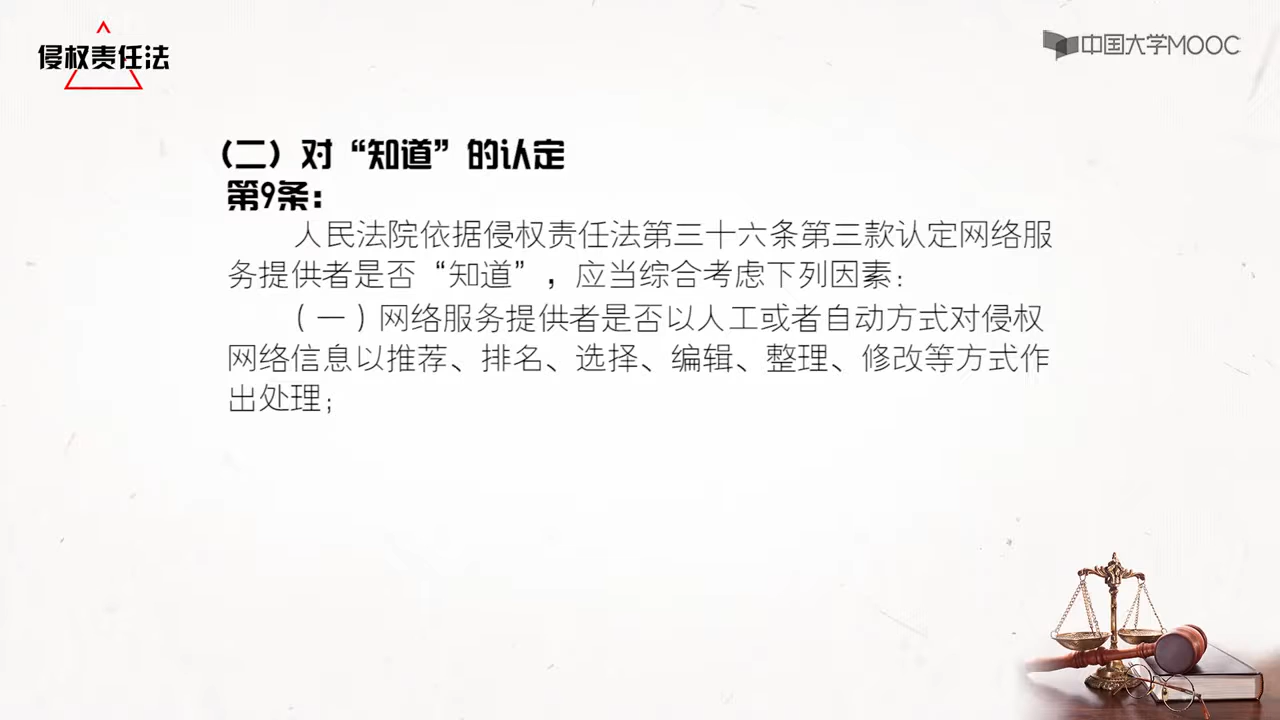 侵权责任法
中国大学MOOC
（二）对“知道”的认定
第9条：
人民法院依据侵权责任法第三十六条第三款认定网络服
务提供者是否“知道”，应当综合考虑下列因素：
（一）网络服务提供者是否以人工或者自动方式对侵权
网络信息以推荐、排名、选择、编辑、整理、修改等方式作
出处理；